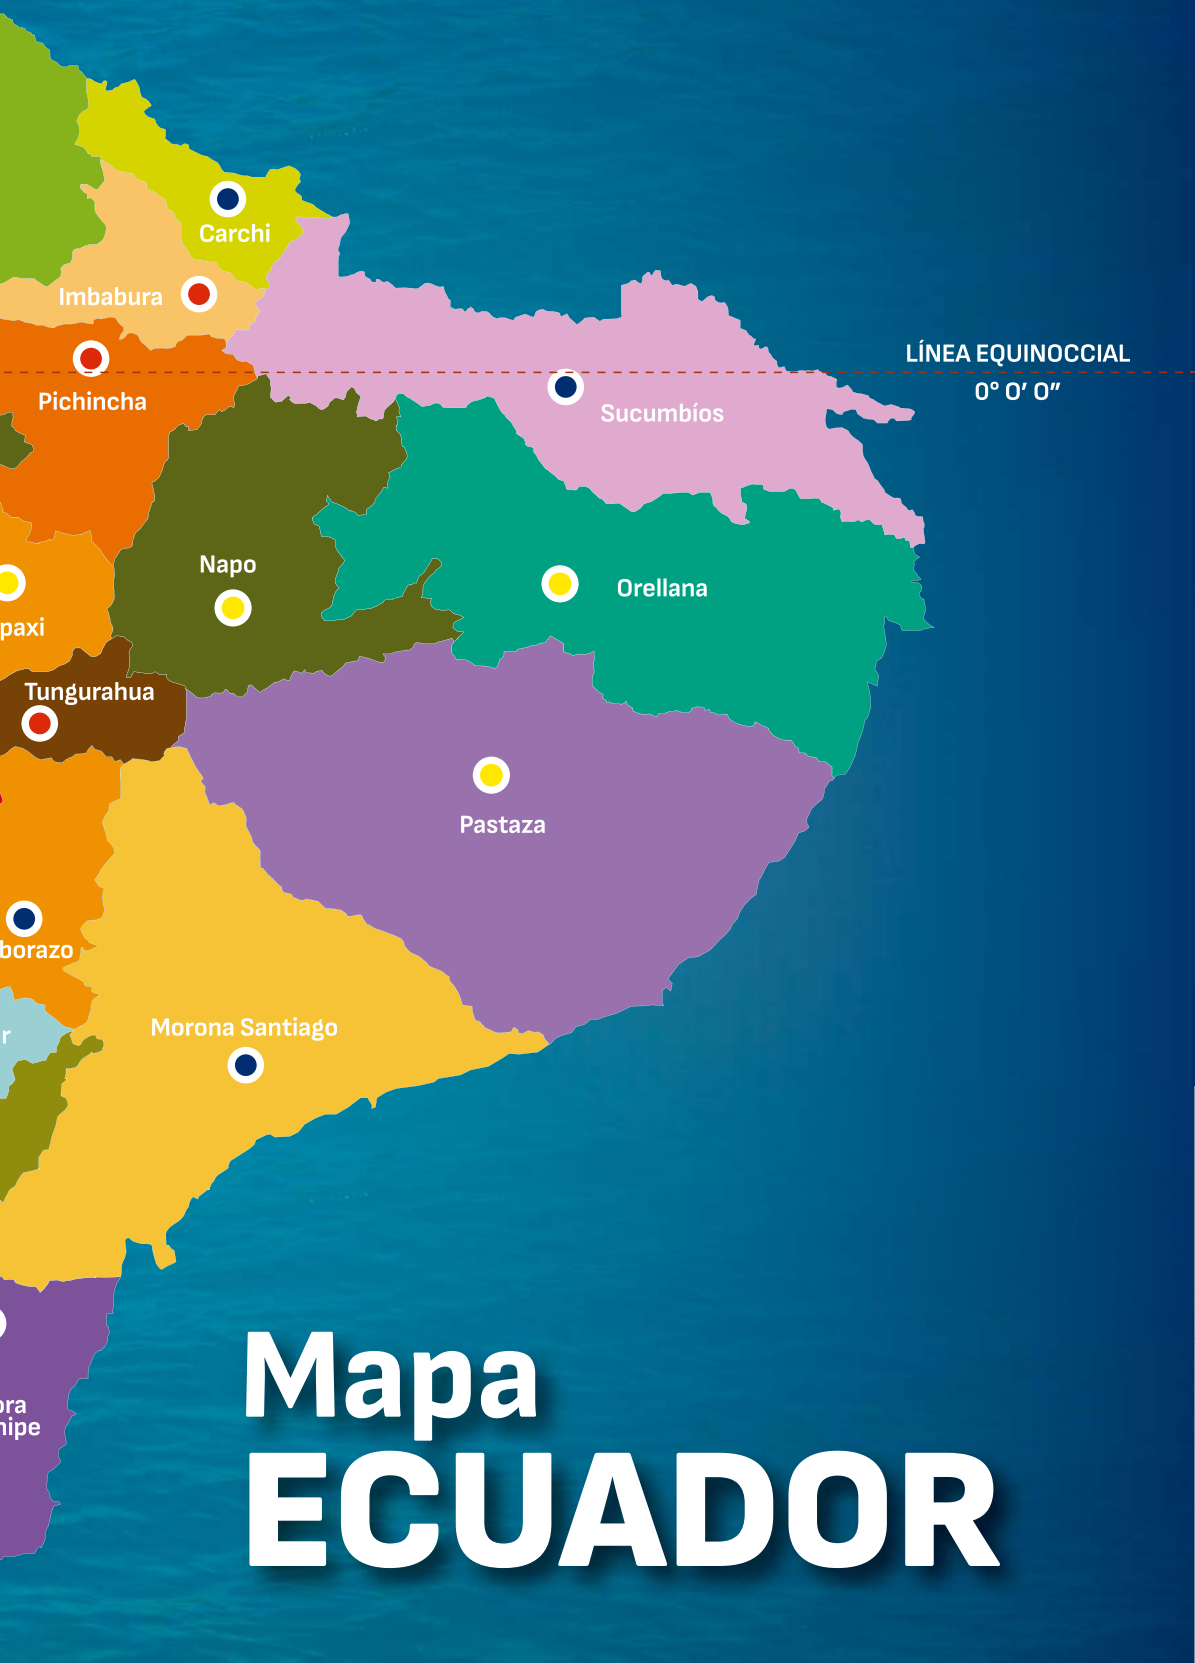 Carchi
Imbabura
LÍNEA EQUINOCCIAL
0° 0’ 0”
Pichincha
Sucumbíos
Napo
Orellana
paxi
Tungurahua
Pastaza
borazo
Morona Santiago
r
ora
hipe
Mapa
ECUADOR